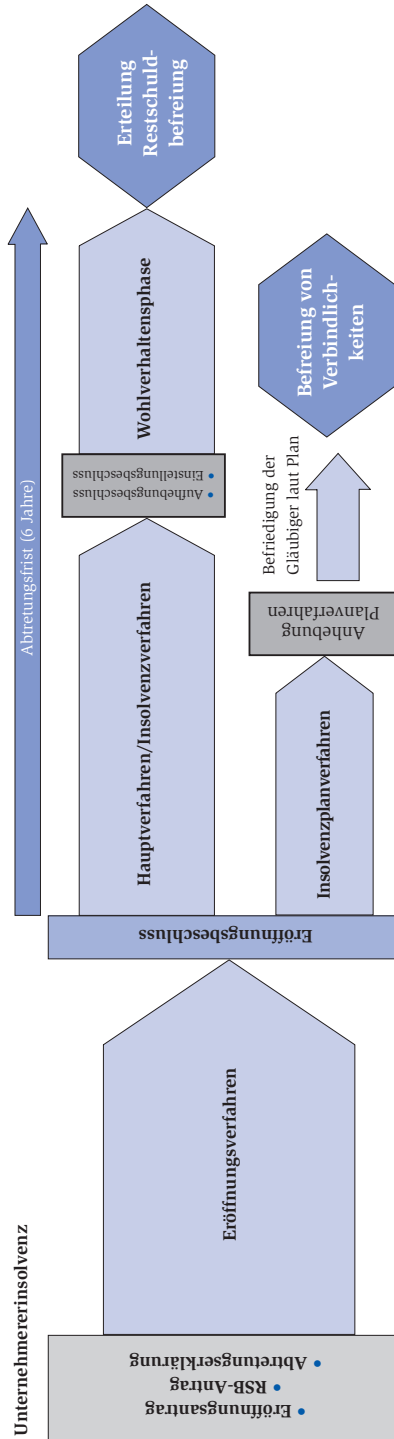 Unternehmerinsolvenz
• Eröffnungsantrag
• RSB-Antrag
• Abtretungserklärung
Eröffnungsverfahren
Eröffnungsbeschluss
Abtretungsfrist (6 Jahre)
Hauptverfahren/Insolvenzverfahren
• Aufhebungsbeschluss
• Einstellungsbeschluss
Wohlverhaltensphase
Erteilung
Restschuld-
befreiung
Insolvenzplanverfahren
Anhebung
Planverfahren
Befriedigung der
Gläubiger laut Plan
Befreiung von
Verbindlich-
keiten